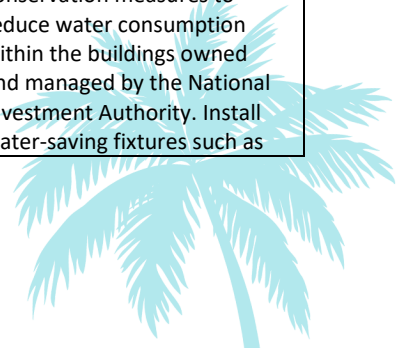 onservation measures to
educe water consumption
ithin the buildings owned
nd managed by the National
vestment Authority. Install
ater-saving fixtures such as